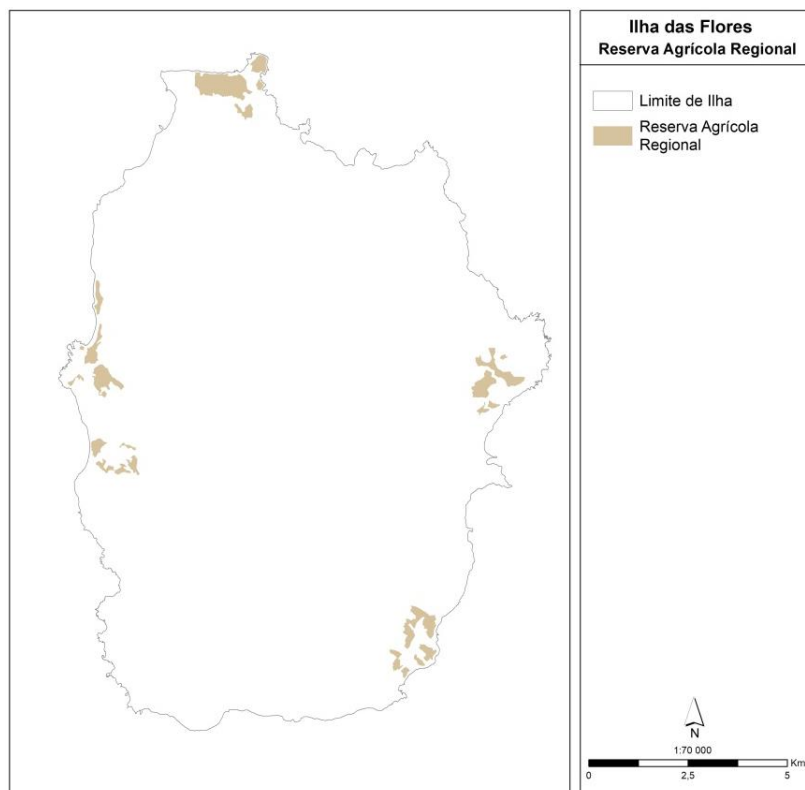 Ilha das Flores
Reserva Agrícola Regional
Limite de Ilha
Reserva Agrícola
Regional
N
1:70 000
Km
0 2,5 5